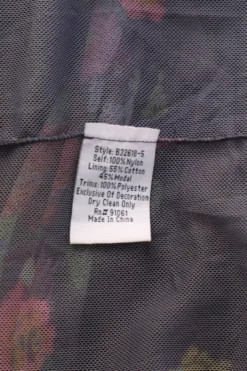 Style: B32618-S
Self: 100% Nylon
Lining: 55% Cotton
45% Modal
Trims: 100% Polyester
Exclusive Of Decoration
Dry Clean Only
Rn# 91061
Made In China